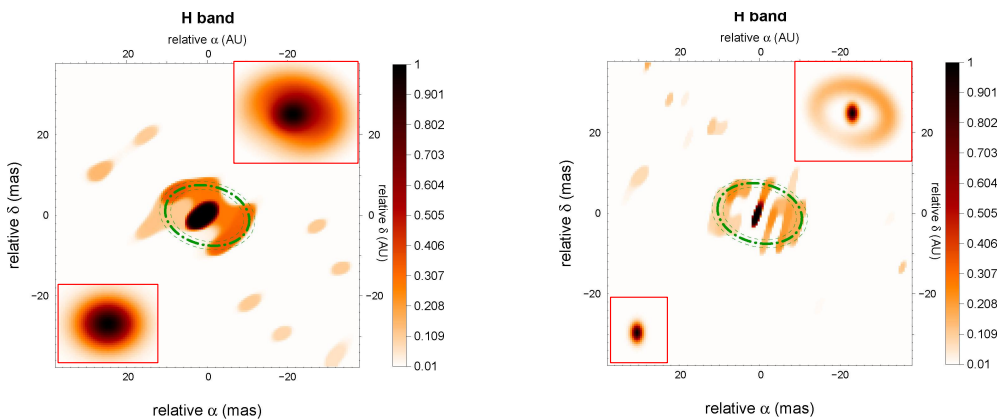 H band
relative α (AU)
20 0 −20
20
0
−20
relative δ (mas)
20
0
−20
relative δ (AU)
20 0 −20
relative α (mas)
1
0.901
0.802
0.703
0.604
0.505
0.406
0.307
0.208
0.109
0.01
H band
relative α (AU)
20 0 −20
20
0
−20
relative δ (mas)
20
0
−20
relative δ (AU)
20 0 −20
relative α (mas)
1
0.901
0.802
0.703
0.604
0.505
0.406
0.307
0.208
0.109
0.01